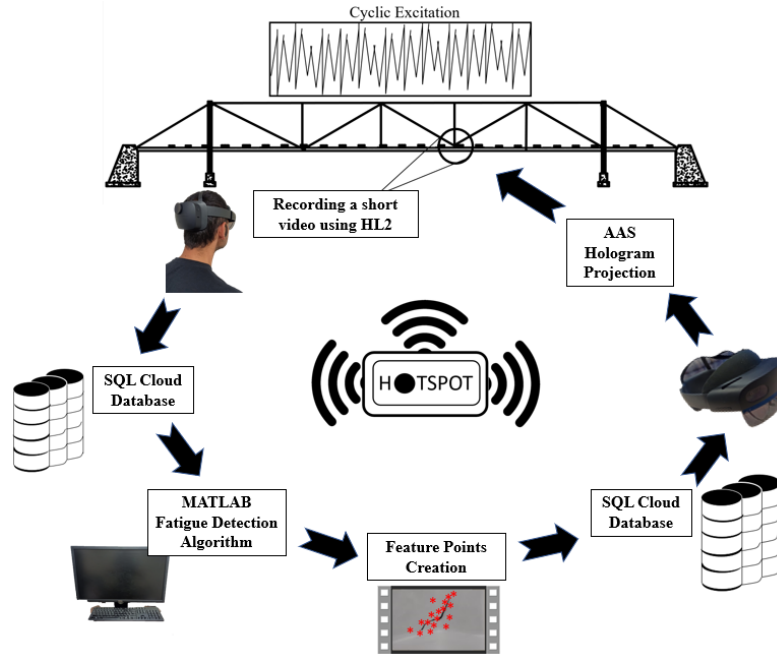 Cyclic Excitation
Recording a short
video using HL2
AAS
Hologram
Projection
SQL Cloud
Database
HOTSPOT
MATLAB
Fatigue Detection
Algorithm
Feature Points
Creation
SQL Cloud
Database